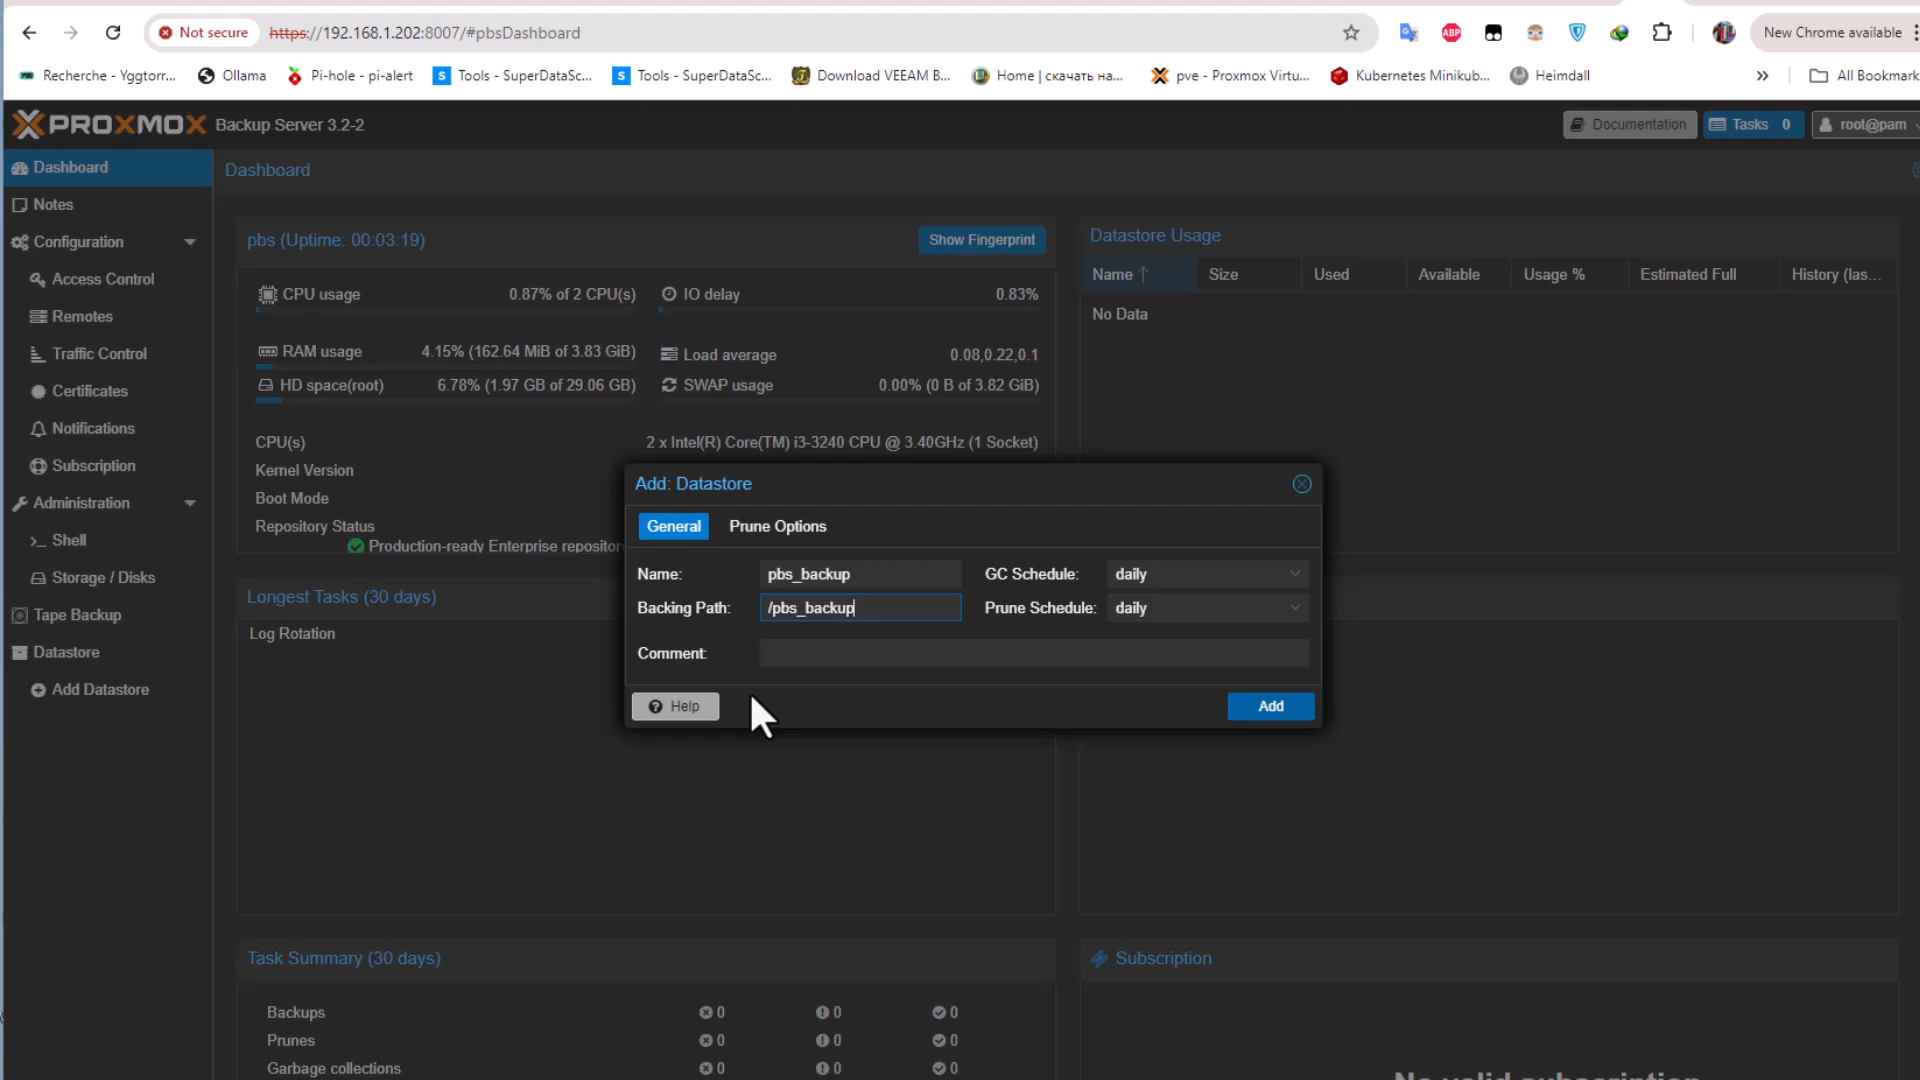 Not secure https://192.168.1.202:8007/#pbsDashboard ABP New Chrome available
Recherche - Yggtorr... Ollama Pi-hole - pi-alert S Tools - SuperDataSc... S Tools - SuperDataSc... Download VEEAM B... Home | скачать на... pve - Proxmox Virtu... Kubernetes Minikub... Heimdall » All Bookmark
PROXMOX Backup Server 3.2-2 Documentation Tasks 0 root@pam
Dashboard
Notes
Configuration
Access Control
Remotes
Traffic Control
Certificates
Notifications
Subscription
Administration
Shell
Storage / Disks
Tape Backup
Datastore
Add Datastore
Dashboard
pbs (Uptime: 00:03:19) Show Fingerprint
CPU usage 0.87% of 2 CPU(s) IO delay 0.83%
RAM usage 4.15% (162.64 MiB of 3.83 GiB) Load average 0.08,0.22,0.1
HD space(root) 6.78% (1.97 GB of 29.06 GB) SWAP usage 0.00% (0 B of 3.82 GiB)
CPU(s) 2 x Intel(R) Core(TM) i3-3240 CPU @ 3.40GHz (1 Socket)
Kernel Version
Boot Mode
Repository Status
Production-ready Enterprise repository
Datastore Usage
Name Size Used Available Usage % Estimated Full History (las...
No Data
Add: Datastore
General Prune Options
Name: pbs_backup GC Schedule: daily
Backing Path: /pbs_backup Prune Schedule: daily
Comment:
Help Add
Longest Tasks (30 days)
Log Rotation
Task Summary (30 days)
Backups 0 0 0
Prunes 0 0 0
Garbage collections 0 0 0
Subscription
No valid subscription